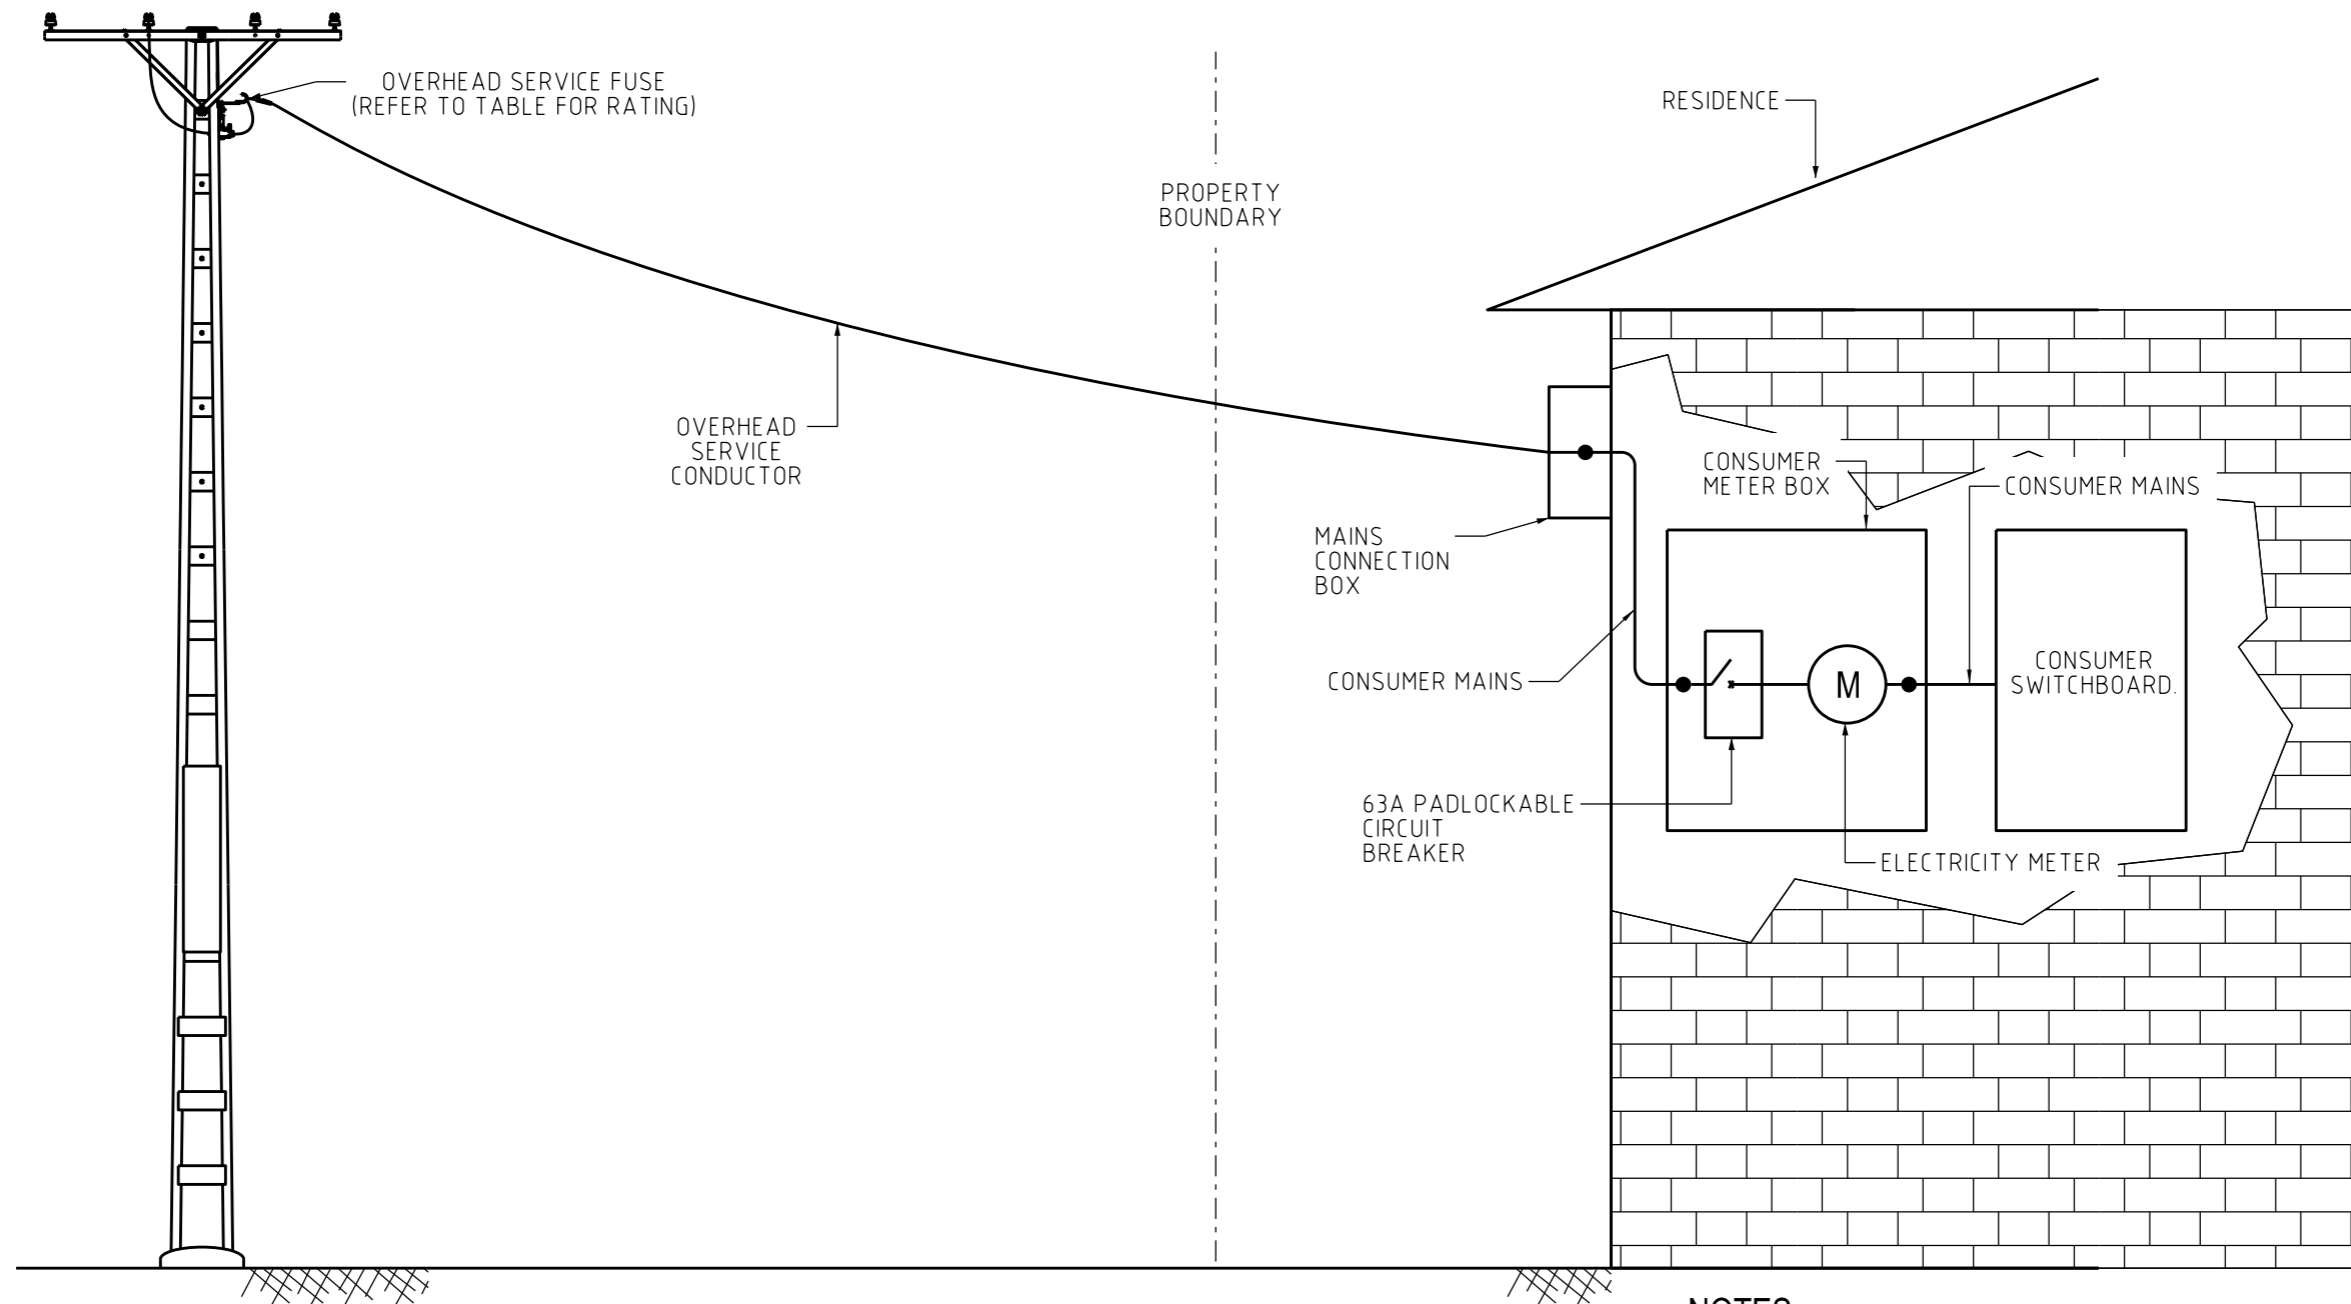 OVERHEAD SERVICE FUSE
(REFER TO TABLE FOR RATING)
RESIDENCE
PROPERTY
BOUNDARY
OVERHEAD
SERVICE
CONDUCTOR
CONSUMER
METER BOX
CONSUMER MAINS
MAINS
CONNECTION
BOX
CONSUMER MAINS
M
CONSUMER
SWITCHBOARD.
63A PADLOCKABLE
CIRCUIT
BREAKER
ELECTRICITY METER
NOTES